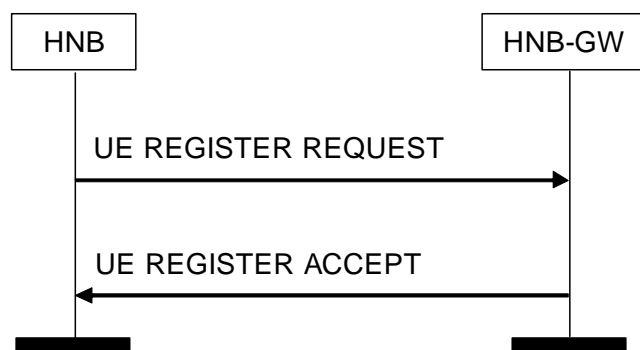 HNB
HNB-GW
UE REGISTER REQUEST
UE REGISTER ACCEPT